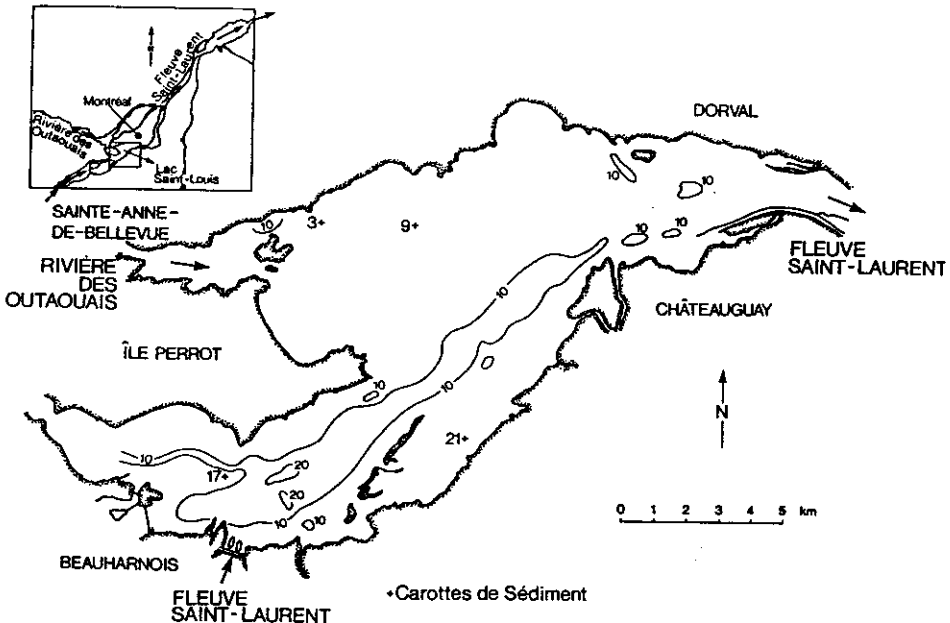 Fleuve
Saint-Laurent
Montréal
Rivière des
Outaouais
Lac
Saint-Louis
DORVAL
SAINTE-ANNE-
DE-BELLEVUE
10
3+
9+
10
10
10
10
RIVIÈRE
DES
OUTAOUAIS
FLEUVE
SAINT-LAURENT
10
CHÂTEAUGUAY
ÎLE PERROT
10
10
10
N
21+
10
17+
20
20
10
10
0 1 2 3 4 5 km
BEAUHARNOIS
FLEUVE
SAINT-LAURENT
+Carottes de Sédiment